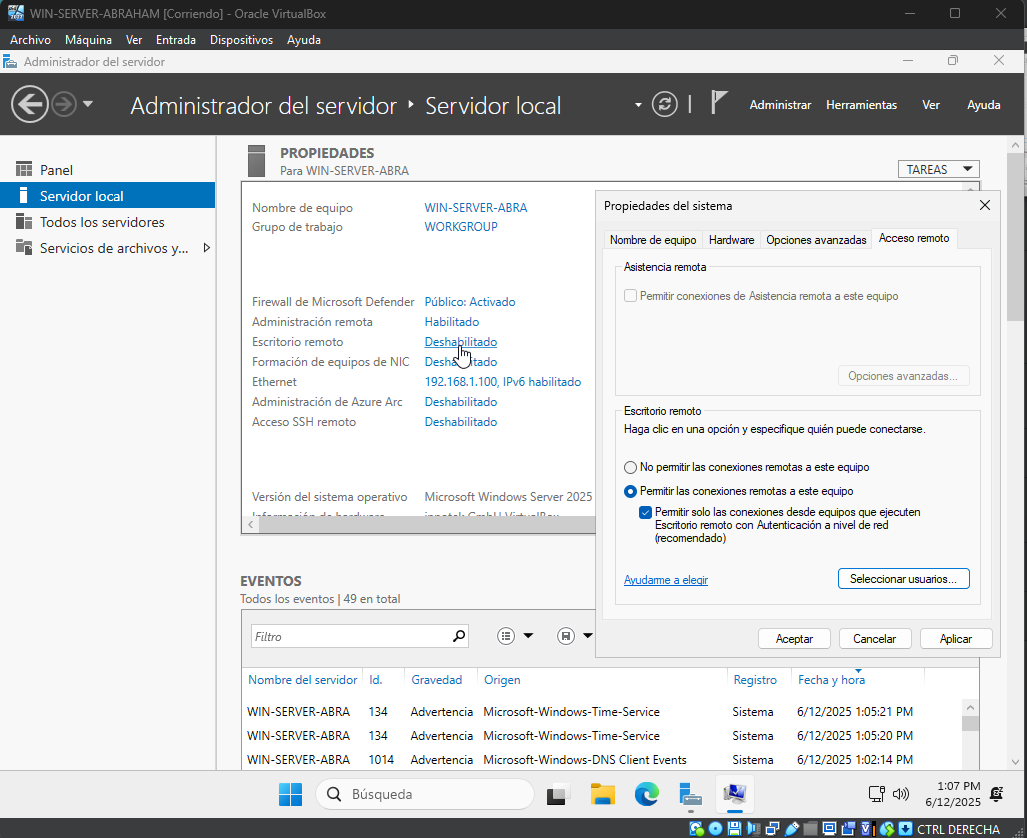 WIN-SERVER-ABRAHAM [Corriendo] - Oracle VirtualBox
Archivo Máquina Ver Entrada Dispositivos Ayuda
Administrador del servidor
Administrador del servidor Servidor local
Administrar Herramientas Ver Ayuda
Panel
Servidor local
Todos los servidores
Servicios de archivos y...
PROPIEDADES
Para WIN-SERVER-ABRA
TAREAS
Nombre de equipo WIN-SERVER-ABRA
Grupo de trabajo WORKGROUP
Firewall de Microsoft Defender Público: Activado
Administración remota Habilitado
Escritorio remoto Deshabilitado
Formación de equipos de NIC Deshabilitado
Ethernet 192.168.1.100, IPv6 habilitado
Administración de Azure Arc Deshabilitado
Acceso SSH remoto Deshabilitado
Versión del sistema operativo Microsoft Windows Server 2025
Información de hardware innotek GmbH VirtualBox
Propiedades del sistema
Nombre de equipo Hardware Opciones avanzadas Acceso remoto
Asistencia remota
Permitir conexiones de Asistencia remota a este equipo
Opciones avanzadas...
Escritorio remoto
Haga clic en una opción y especifique quién puede conectarse.
No permitir las conexiones remotas a este equipo
Permitir las conexiones remotas a este equipo
Permitir solo las conexiones desde equipos que ejecuten
Escritorio remoto con Autenticación a nivel de red
(recomendado)
Ayudarme a elegir
Seleccionar usuarios...
Aceptar Cancelar Aplicar
EVENTOS
Todos los eventos | 49 en total
Filtro
Nombre del servidor Id. Gravedad Origen Registro Fecha y hora
WIN-SERVER-ABRA 134 Advertencia Microsoft-Windows-Time-Service Sistema 6/12/2025 1:05:21 PM
WIN-SERVER-ABRA 134 Advertencia Microsoft-Windows-Time-Service Sistema 6/12/2025 1:05:20 PM
WIN-SERVER-ABRA 1014 Advertencia Microsoft-Windows-DNS Client Events Sistema 6/12/2025 1:02:14 PM
Búsqueda
1:07 PM
6/12/2025
CTRL DERECHA